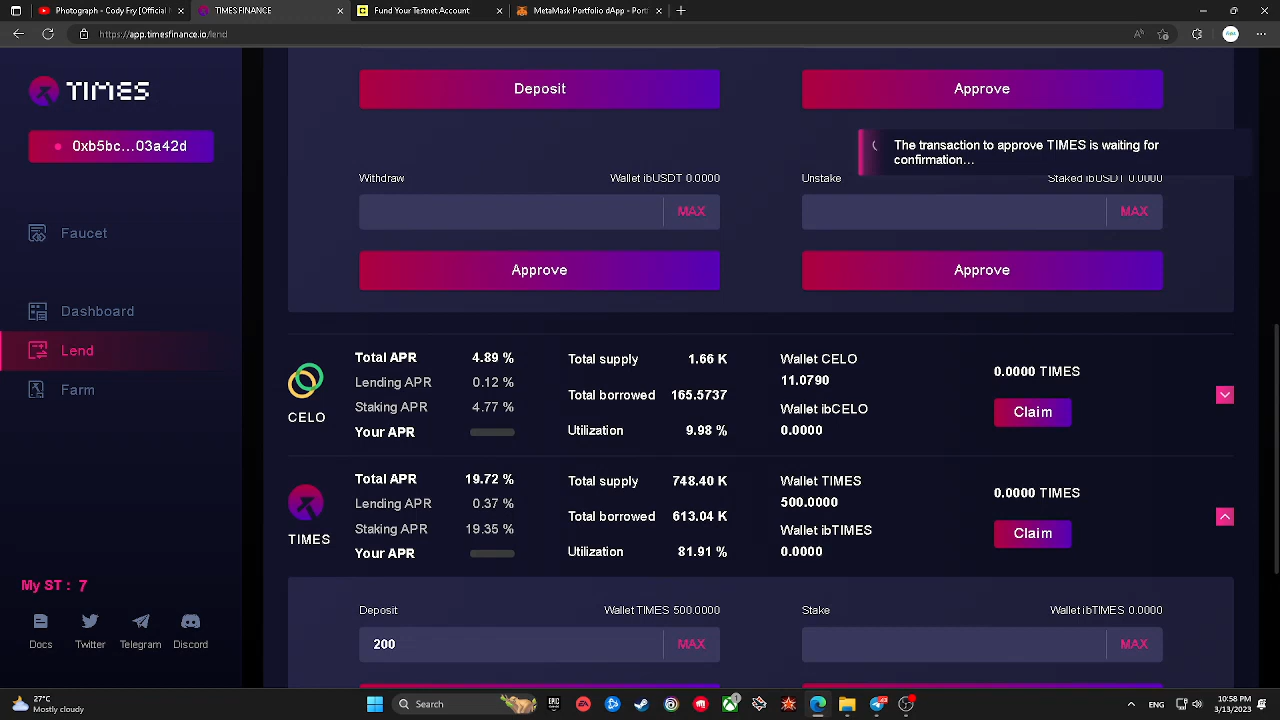 Photograph - Cody Fry [Official M
TIMES FINANCE
Fund Your Testnet Account
MetaMask Portfolio dApp - Portf
https://app.timesfinance.io/lend
TIMES
0xb5bc...03a42d
Faucet
Dashboard
Lend
Farm
My ST : 7
Docs
Twitter
Telegram
Discord
Deposit
Approve
The transaction to approve TIMES is waiting for
confirmation...
Withdraw
Wallet ibUSDT 0.0000
Unstake
Staked ibUSDT 0.0000
MAX
MAX
Approve
Approve
CELO
Total APR 4.89 %
Lending APR 0.12 %
Staking APR 4.77 %
Your APR
Total supply 1.66 K
Total borrowed 165.5737
Utilization 9.98 %
Wallet CELO
11.0790
Wallet ibCELO
0.0000
0.0000 TIMES
Claim
TIMES
Total APR 19.72 %
Lending APR 0.37 %
Staking APR 19.35 %
Your APR
Total supply 748.40 K
Total borrowed 613.04 K
Utilization 81.91 %
Wallet TIMES
500.0000
Wallet ibTIMES
0.0000
0.0000 TIMES
Claim
Deposit
Wallet TIMES 500.0000
Stake
Wallet ibTIMES 0.0000
200
MAX
MAX
27°C
Mostly cloudy
Search
ENG
10:58 PM
3/13/2023